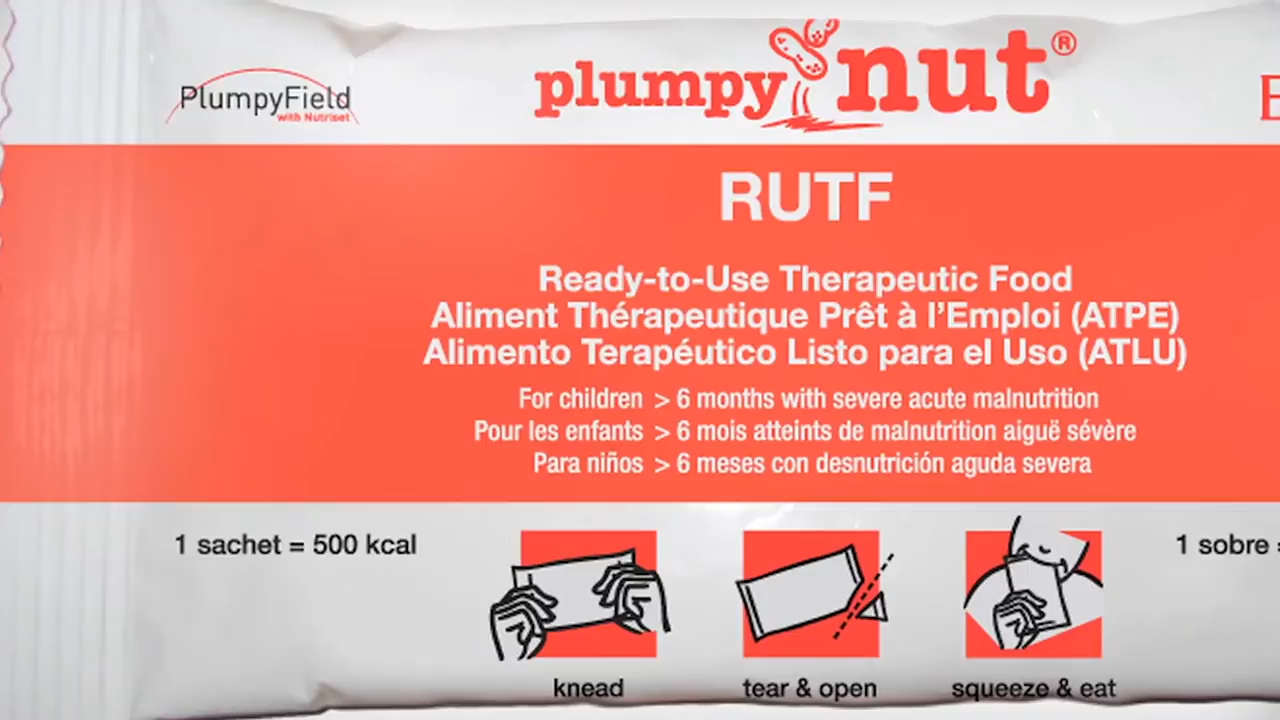 PlumpyField
with Nutriset
plumpy nut®
E
RUTF
Ready-to-Use Therapeutic Food
Aliment Thérapeutique Prêt à l’Emploi (ATPE)
Alimento Terapéutico Listo para el Uso (ATLU)
For children > 6 months with severe acute malnutrition
Pour les enfants > 6 mois atteints de malnutrition aiguë sévère
Para niños > 6 meses con desnutrición aguda severa
1 sachet = 500 kcal
1 sobre =
knead
tear & open
squeeze & eat